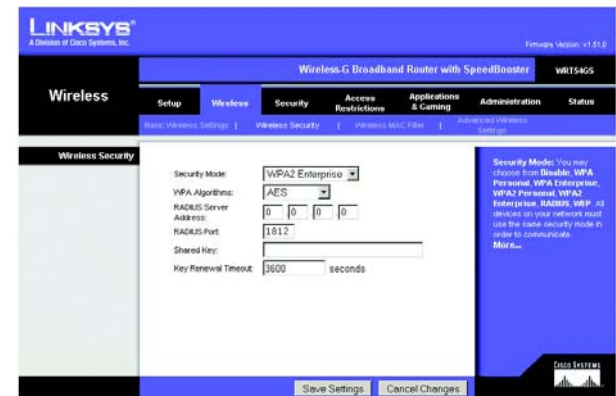 LINKSYS®
A Division of Cisco Systems, Inc.
Firmware Version: v1.51.0
Wireless-G Broadband Router with SpeedBooster
WRT54GS
Wireless
Setup
Wireless
Security
Access Restrictions
Applications & Gaming
Administration
Status
Basic Wireless Settings |
Wireless Security
| Wireless MAC Filter |
Advanced Wireless Settings
Wireless Security
Security Mode: WPA2 Enterprise
WPA Algorithms: AES
RADIUS Server Address: 0 0 0 0
RADIUS Port: 1812
Shared Key:
Key Renewal Timeout: 3600 seconds
Security Mode: You may
choose from Disable, WPA
Personal, WPA Enterprise,
WPA2 Personal, WPA2
Enterprise, RADIUS, WEP. All
devices on your network must
use the same security mode in
order to communicate.
More...
Save Settings
Cancel Changes
CISCO SYSTEMS